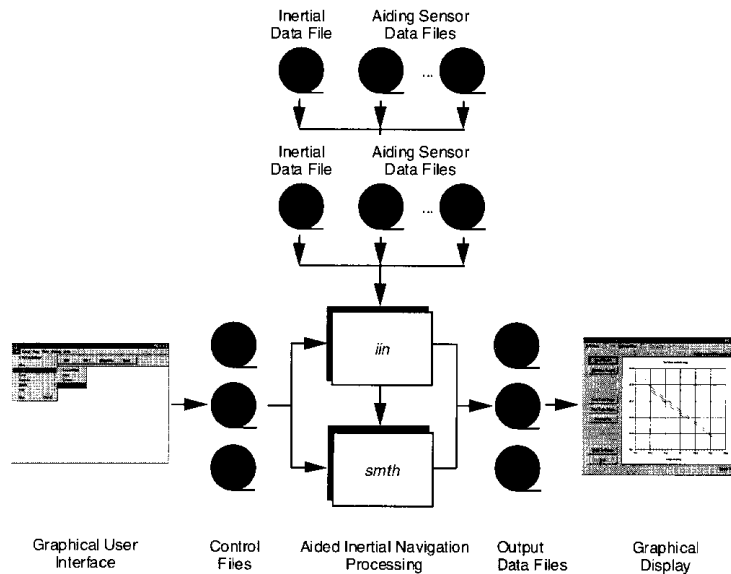 Inertial
Data File
Aiding Sensor
Data Files
...
Inertial
Data File
Aiding Sensor
Data Files
...
iin
smth
Graphical User
Interface
Control
Files
Aided Inertial Navigation
Processing
Output
Data Files
Graphical
Display